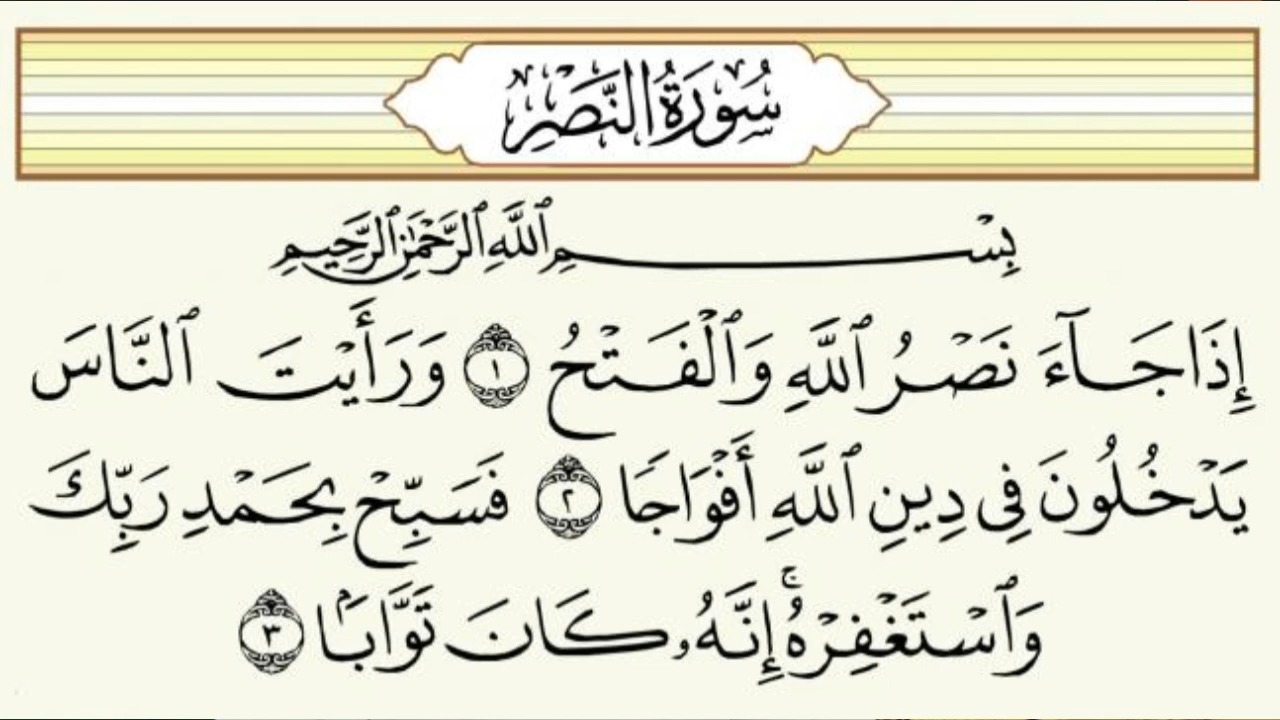 سُورَةُ النَّصْرِ
بِسْمِ ٱللَّهِ ٱلرَّحْمَٰنِ ٱلرَّحِيمِ
إِذَا جَآءَ نَصْرُ ٱللَّهِ وَٱلْفَتْحُ ١ وَرَأَيْتَ ٱلنَّاسَ
يَدْخُلُونَ فِى دِينِ ٱللَّهِ أَفْوَاجًا ٢ فَسَبِّحْ بِحَمْدِ رَبِّكَ
وَٱسْتَغْفِرْهُ ۚ إِنَّهُۥ كَانَ تَوَّابَۢا ٣